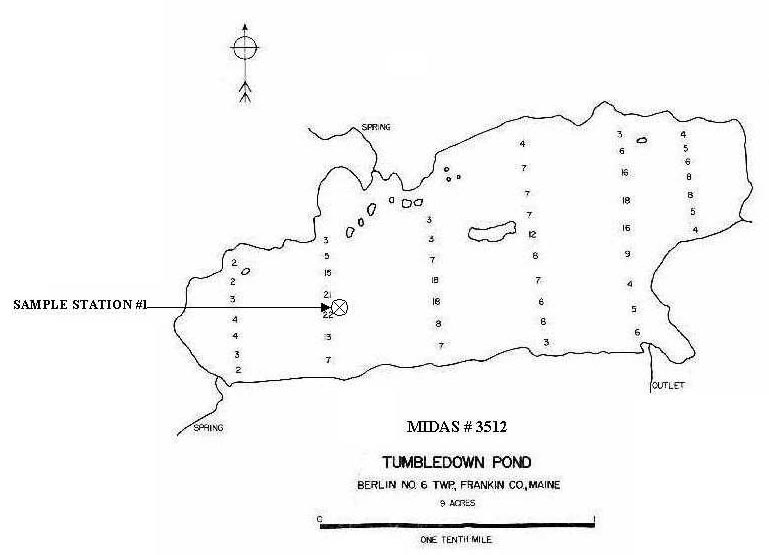 SPRING
3 4
4 6 5
7 16 6
8
7 18 8
3 7 16 5
3 3 12 4
5 7 8 9
2
15 18 7 4
2
21 18 6 5
3
SAMPLE STATION #1
22
4 8 6 6
4 13 7 3
3 7
2
OUTLET
SPRING
MIDAS # 3512
TUMBLEDOWN POND
BERLIN NO. 6 TWP., FRANKIN CO., MAINE
9 ACRES
0 1
ONE TENTH MILE